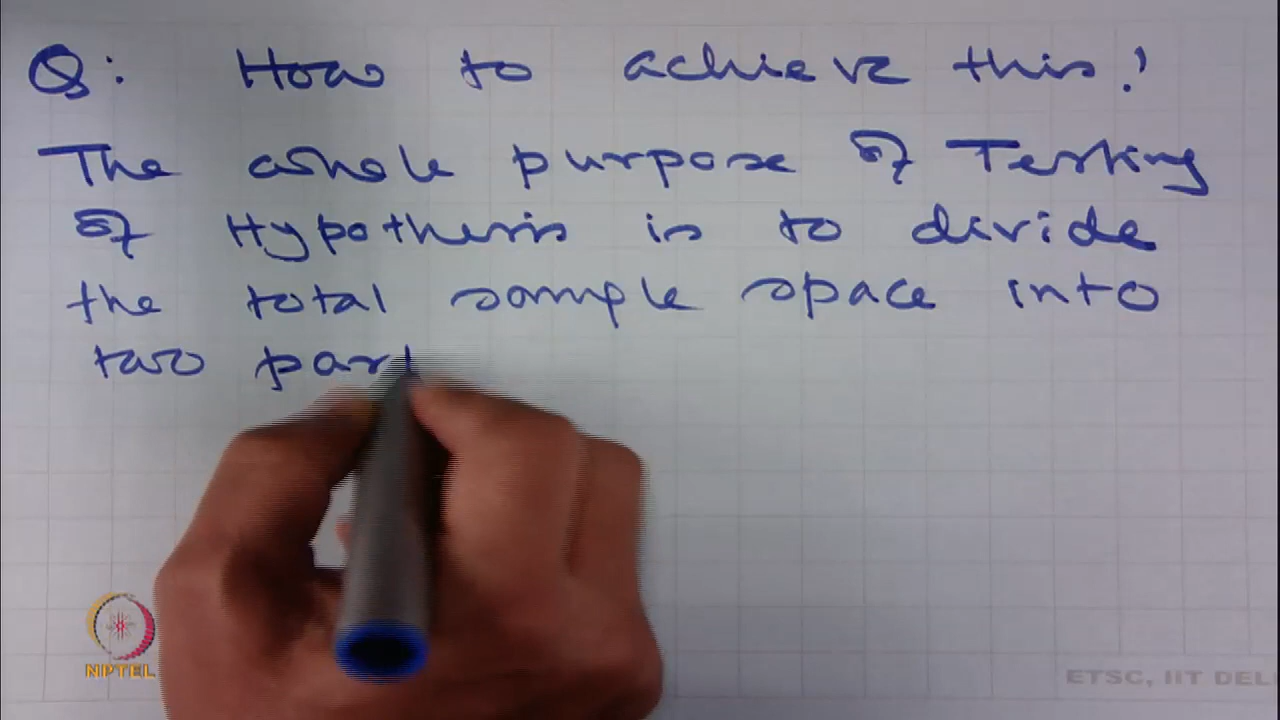 Q: How to achieve this?
The whole purpose of Testing
of Hypothesis is to divide
the total sample space into
two part
NPTEL
ETSC, IIT DEL